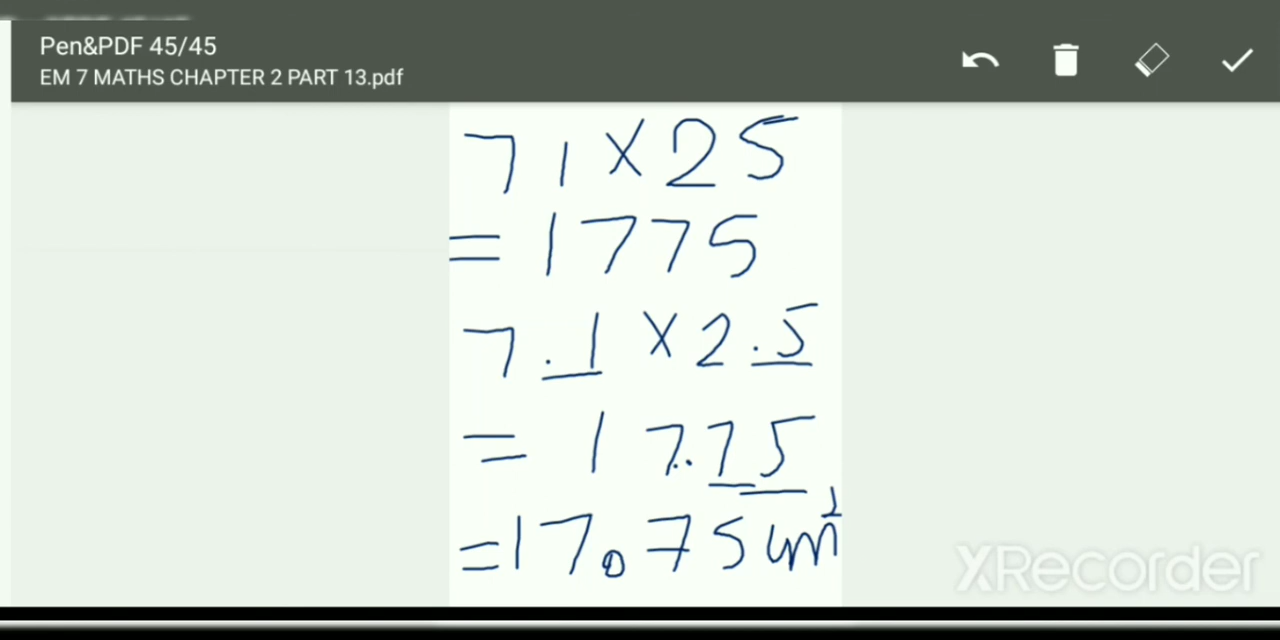 Pen&PDF 45/45
EM 7 MATHS CHAPTER 2 PART 13.pdf
71 × 25
= 1775
7.1 × 2.5
= 17.75
= 17.75 cm²
XRecorder